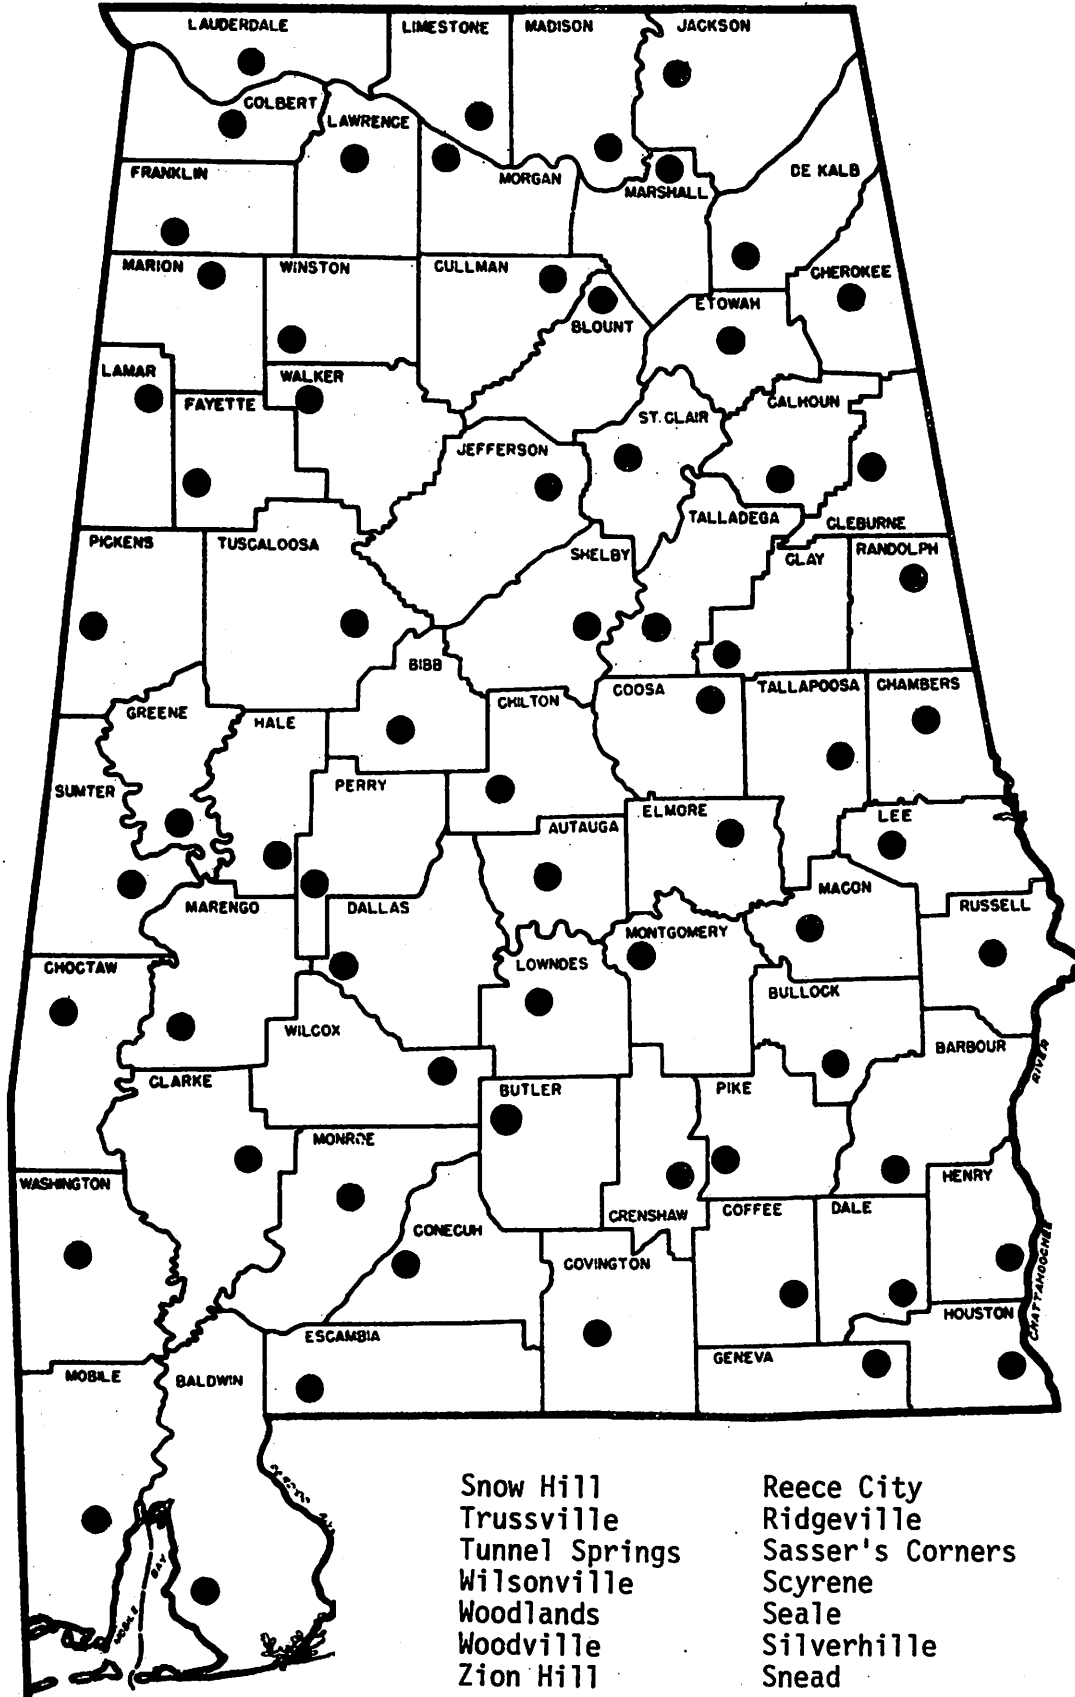 LAUDERDALE
LIMESTONE
MADISON
JACKSON
COLBERT
LAWRENCE
FRANKLIN
MORGAN
MARSHALL
DE KALB
MARION
WINSTON
CULLMAN
CHEROKEE
ETOWAH
BLOUNT
LAMAR
WALKER
FAYETTE
CALHOUN
ST. CLAIR
JEFFERSON
TALLADEGA
CLEBURNE
PICKENS
TUSCALOOSA
SHELBY
CLAY
RANDOLPH
BIBB
GREENE
HALE
CHILTON
COOSA
TALLAPOOSA
CHAMBERS
SUMTER
PERRY
AUTAUGA
ELMORE
LEE
MARENGO
DALLAS
MACON
RUSSELL
MONTGOMERY
CHOCTAW
LOWNDES
BULLOCK
WILCOX
BARBOUR
RIVER
CLARKE
BUTLER
PIKE
MONROE
WASHINGTON
HENRY
CONECUH
CRENSHAW
COFFEE
DALE
COVINGTON
CHATTAHOOCHEE
HOUSTON
ESCAMBIA
GENEVA
MOBILE
BALDWIN
MOBILE BAY
Snow Hill
Trussville
Tunnel Springs
Wilsonville
Woodlands
Woodville
Zion Hill
Reece City
Ridgeville
Sasser's Corners
Scyrene
Seale
Silverhille
Snead